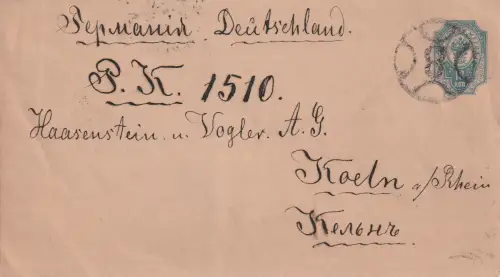 Германія Deutschland.
P. K. 1510.
Haasenstein u. Vogler A. G.
Koeln a/Rhein
Кельнъ